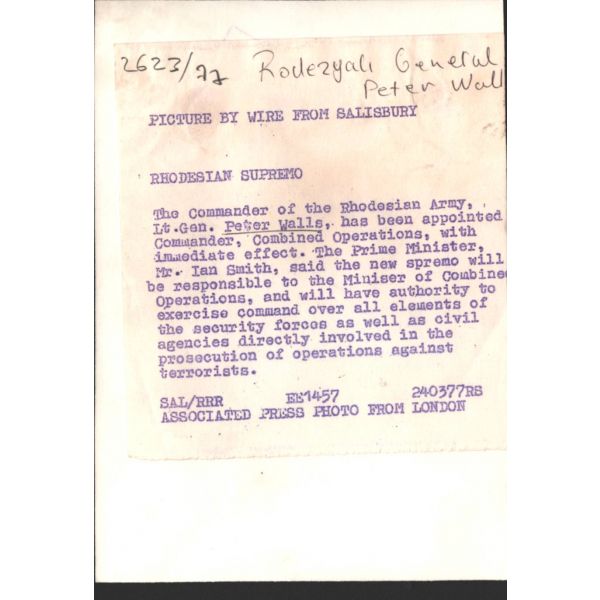 2623/77 Rodezyalı General
Peter Wall
PICTURE BY WIRE FROM SALISBURY
RHODESIAN SUPREMO
The Commander of the Rhodesian Army,
Lt.Gen. Peter Walls, has been appointed
Commander, Combined Operations, with
immediate effect. The Prime Minister,
Mr. Ian Smith, said the new spremo will
be responsible to the Miniser of Combine
Operations, and will have authority to
exercise command over all elements of
the security forces as well as civil
agencies directly involved in the
prosecution of operations against
terrorists.
SAL/RRR EE1457 240377RS
ASSOCIATED PRESS PHOTO FROM LONDON